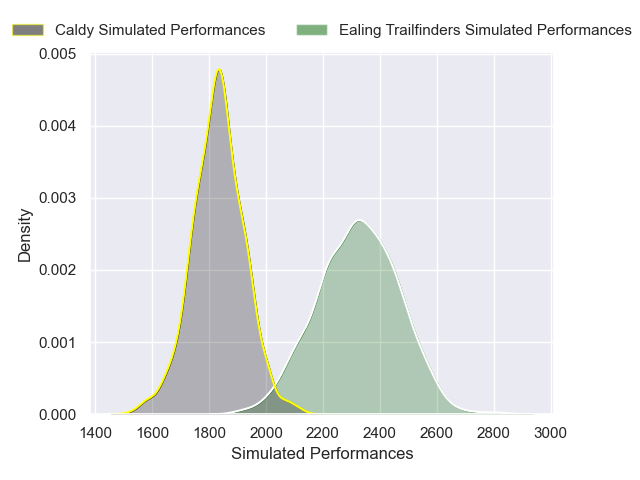 Caldy Simulated Performances Ealing Trailfinders Simulated Performances
0.005
0.004
0.003
0.002
0.001
0.000
Density
1400 1600 1800 2000 2200 2400 2600 2800 3000
Simulated Performances